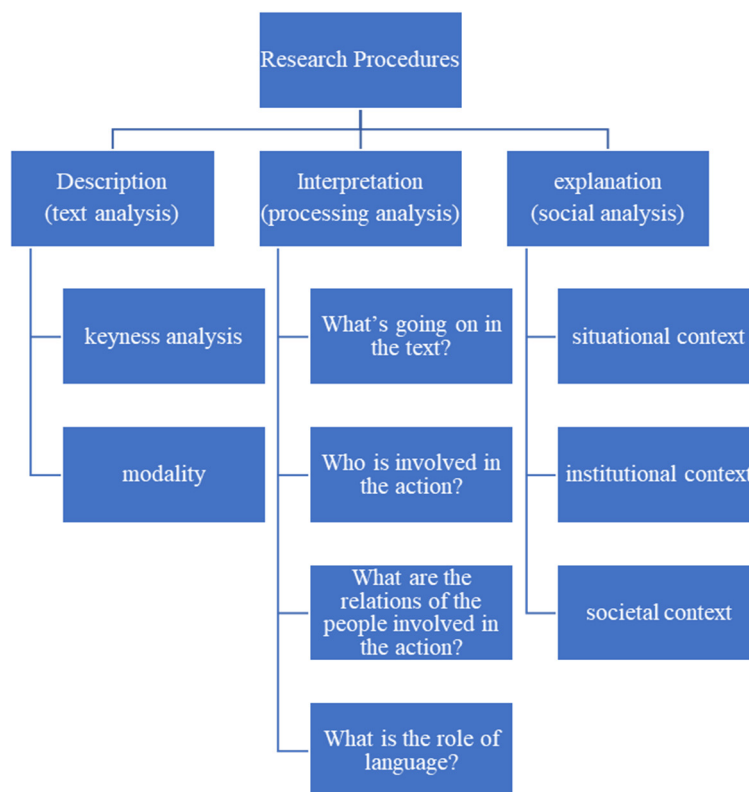 Research Procedures
Description
(text analysis)
keyness analysis
modality
Interpretation
(processing analysis)
What’s going on in
the text?
Who is involved in
the action?
What are the
relations of the
people involved in
the action?
What is the role of
language?
explanation
(social analysis)
situational context
institutional context
societal context